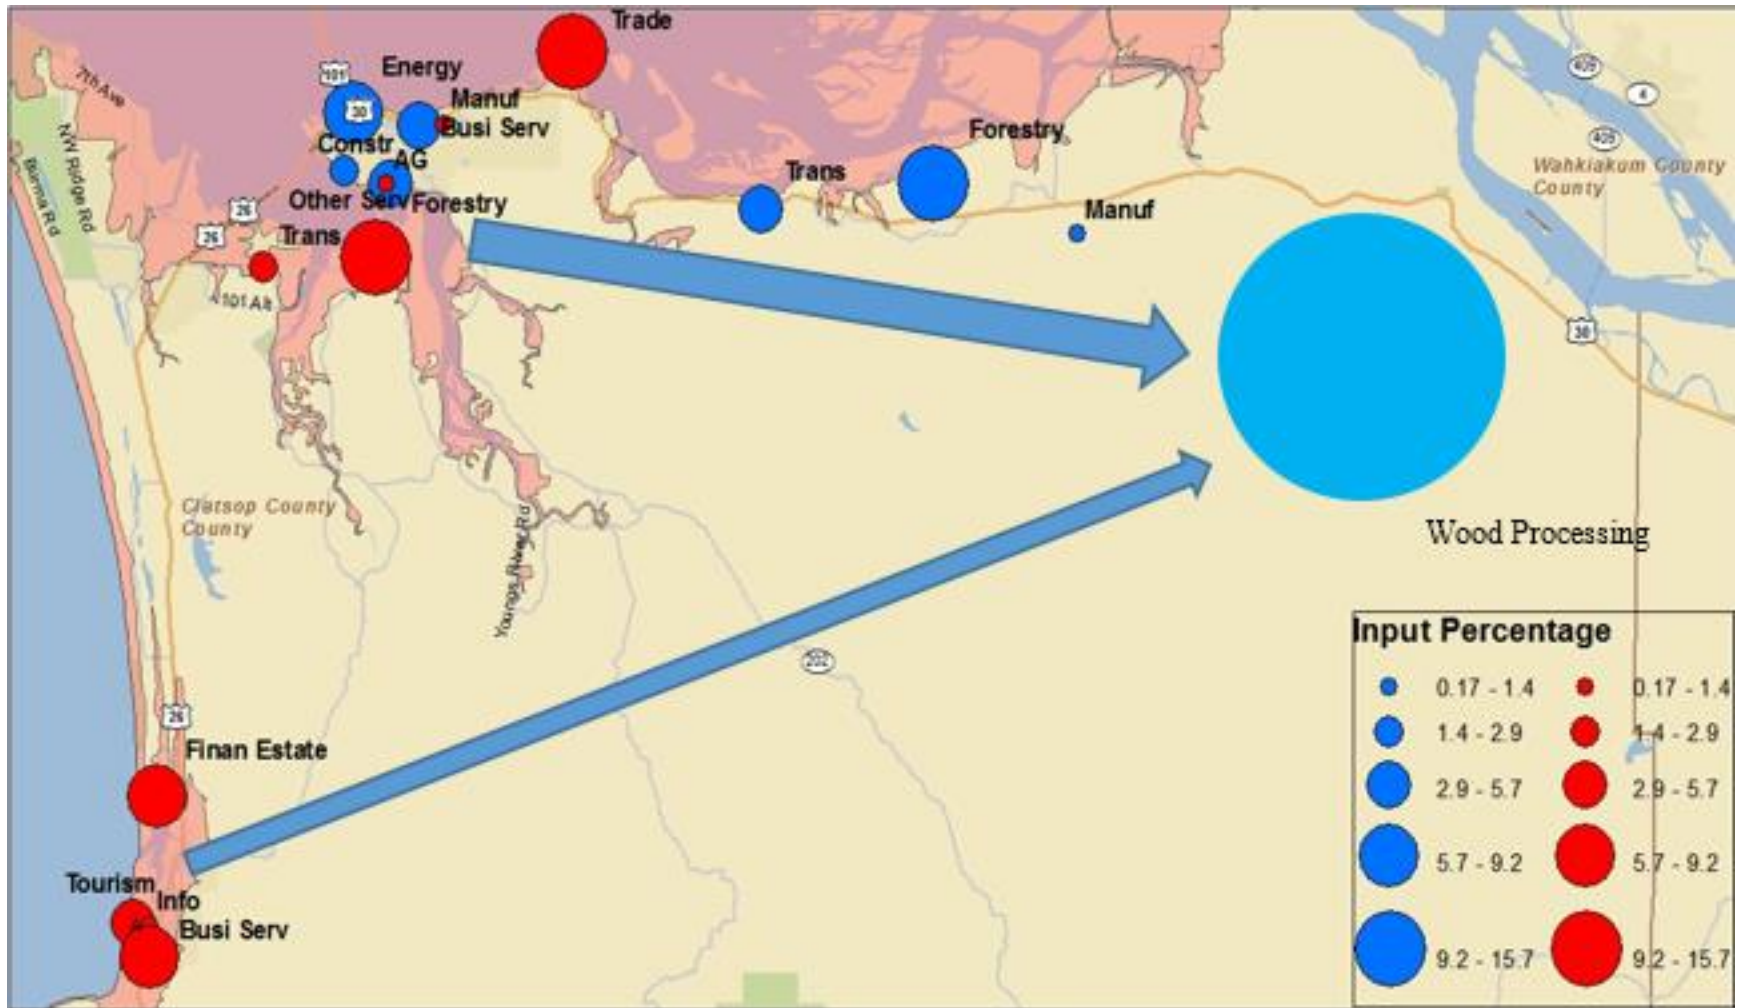 Trade
7th Ave
101
Energy
30
Manuf
Busi Serv
Constr
AG
Other Serv
Forestry
26
26
Trans
101 Alt
NW Ridge Rd
Burma Rd
Trans
Forestry
Manuf
409
4
409
Wahkiakum County
County
30
Clatsop County
County
Youngs River Rd
Wood Processing
202
26
Finan Estate
Tourism
Info
Busi Serv
Input Percentage
0.17 - 1.4 0.17 - 1.4
1.4 - 2.9 1.4 - 2.9
2.9 - 5.7 2.9 - 5.7
5.7 - 9.2 5.7 - 9.2
9.2 - 15.7 9.2 - 15.7